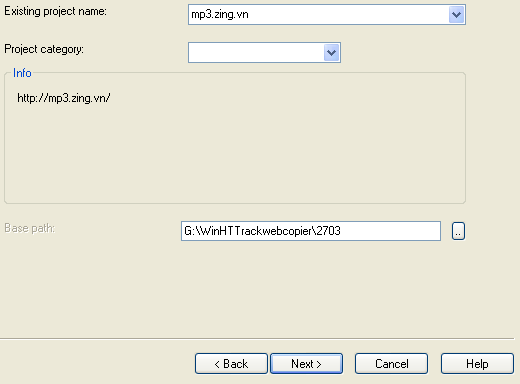 Existing project name: mp3.zing.vn
Project category:
Info
http://mp3.zing.vn/
Base path: G:\WinHTTrackwebcopier\2703 ..
< Back Next > Cancel Help